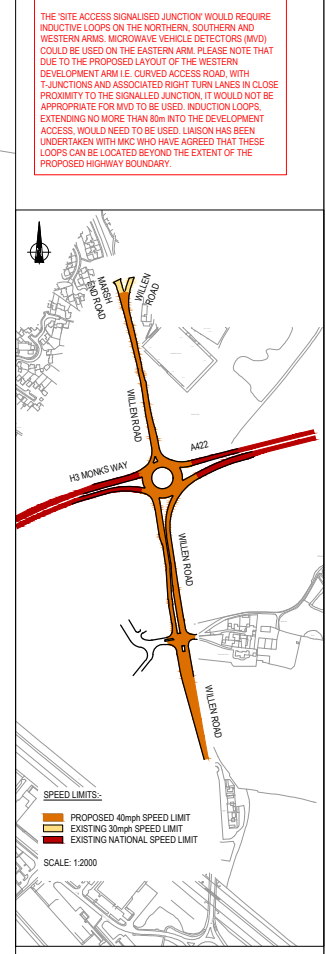 THE 'SITE ACCESS SIGNALISED JUNCTION' WOULD REQUIRE
INDUCTIVE LOOPS ON THE NORTHERN, SOUTHERN AND
WESTERN ARMS. MICROWAVE VEHICLE DETECTORS (MVD)
COULD BE USED ON THE EASTERN ARM. PLEASE NOTE THAT
DUE TO THE PROPOSED LAYOUT OF THE WESTERN
DEVELOPMENT ARM I.E. CURVED ACCESS ROAD, WITH
T-JUNCTIONS AND ASSOCIATED RIGHT TURN LANES IN CLOSE
PROXIMITY TO THE SIGNALLED JUNCTION, IT WOULD NOT BE
APPROPRIATE FOR MVD TO BE USED. INDUCTION LOOPS,
EXTENDING NO MORE THAN 80m INTO THE DEVELOPMENT
ACCESS, WOULD NEED TO BE USED. LIAISON HAS BEEN
UNDERTAKEN WITH MKC WHO HAVE AGREED THAT THESE
LOOPS CAN BE LOCATED BEYOND THE EXTENT OF THE
PROPOSED HIGHWAY BOUNDARY.
MARSH
END ROAD
WILLEN
ROAD
WILLEN ROAD
A422
H3 MONKS WAY
WILLEN ROAD
WILLEN ROAD
SPEED LIMITS:-
PROPOSED 40mph SPEED LIMIT
EXISTING 30mph SPEED LIMIT
EXISTING NATIONAL SPEED LIMIT
SCALE: 1:2000